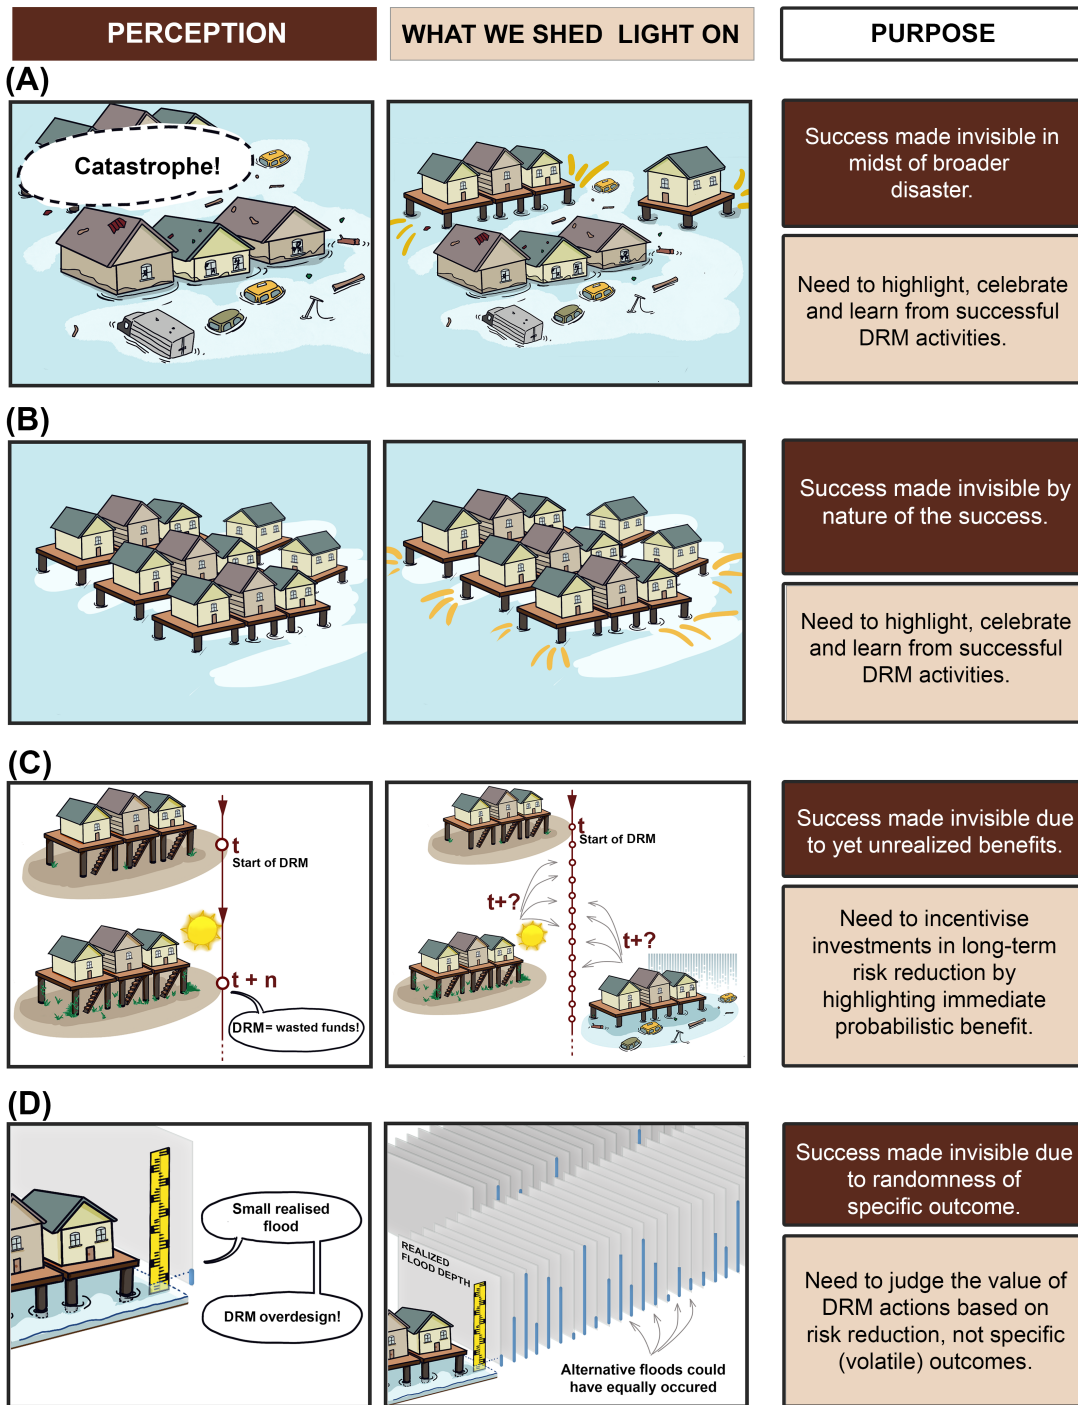 PERCEPTION
WHAT WE SHED LIGHT ON
PURPOSE
(A)
Catastrophe!
Success made invisible in
midst of broader
disaster.
Need to highlight, celebrate
and learn from successful
DRM activities.
(B)
Success made invisible by
nature of the success.
Need to highlight, celebrate
and learn from successful
DRM activities.
(C)
t
Start of DRM
t + n
DRM = wasted funds!
t
Start of DRM
t+?
t+?
Success made invisible due
to yet unrealized benefits.
Need to incentivise
investments in long-term
risk reduction by
highlighting immediate
probabilistic benefit.
(D)
Small realised
flood
DRM overdesign!
REALIZED
FLOOD DEPTH
Alternative floods could
have equally occured
Success made invisible due
to randomness of
specific outcome.
Need to judge the value of
DRM actions based on
risk reduction, not specific
(volatile) outcomes.